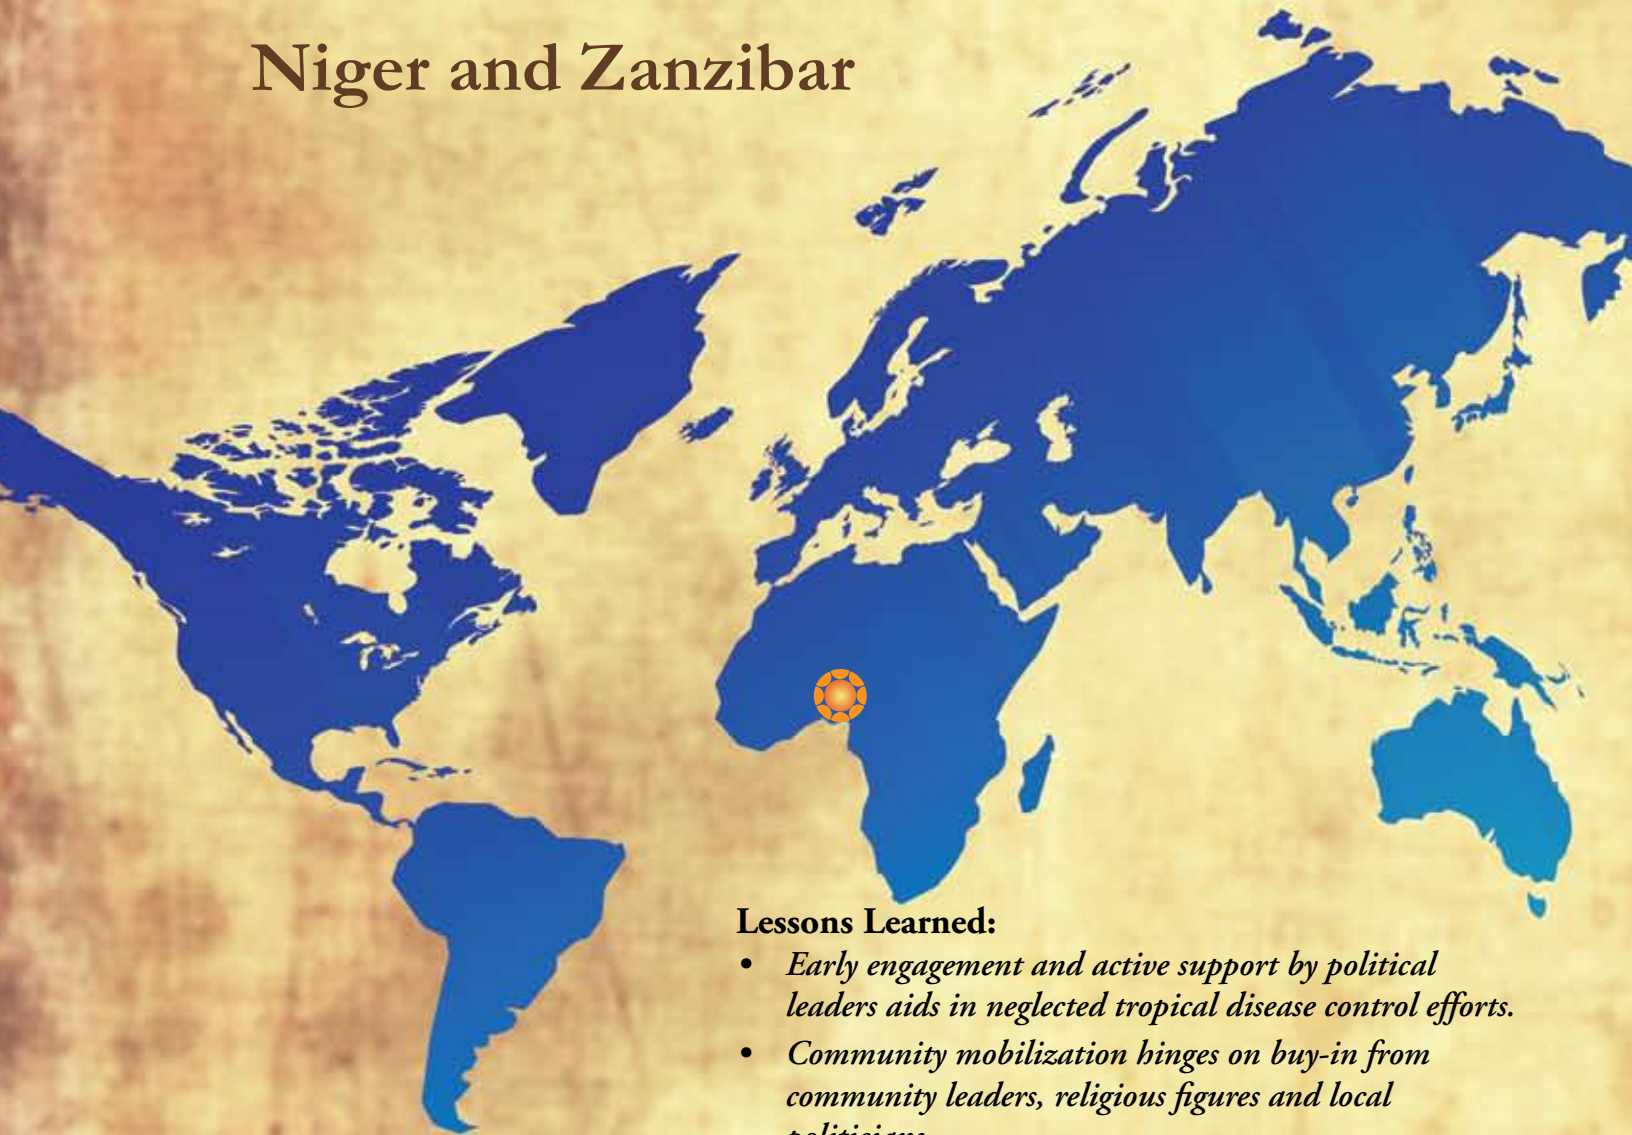 Niger and Zanzibar
Lessons Learned:
• Early engagement and active support by political
leaders aids in neglected tropical disease control efforts.
• Community mobilization hinges on buy-in from
community leaders, religious figures and local